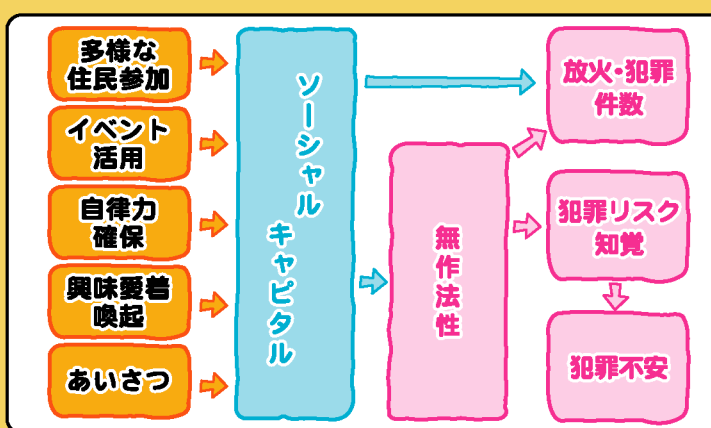 多様な
住民参加
イベント
活用
自律力
確保
興味愛着
喚起
あいさつ
ソーシャル
キャピタル
無作法性
放火・犯罪
件数
犯罪リスク
知覚
犯罪不安